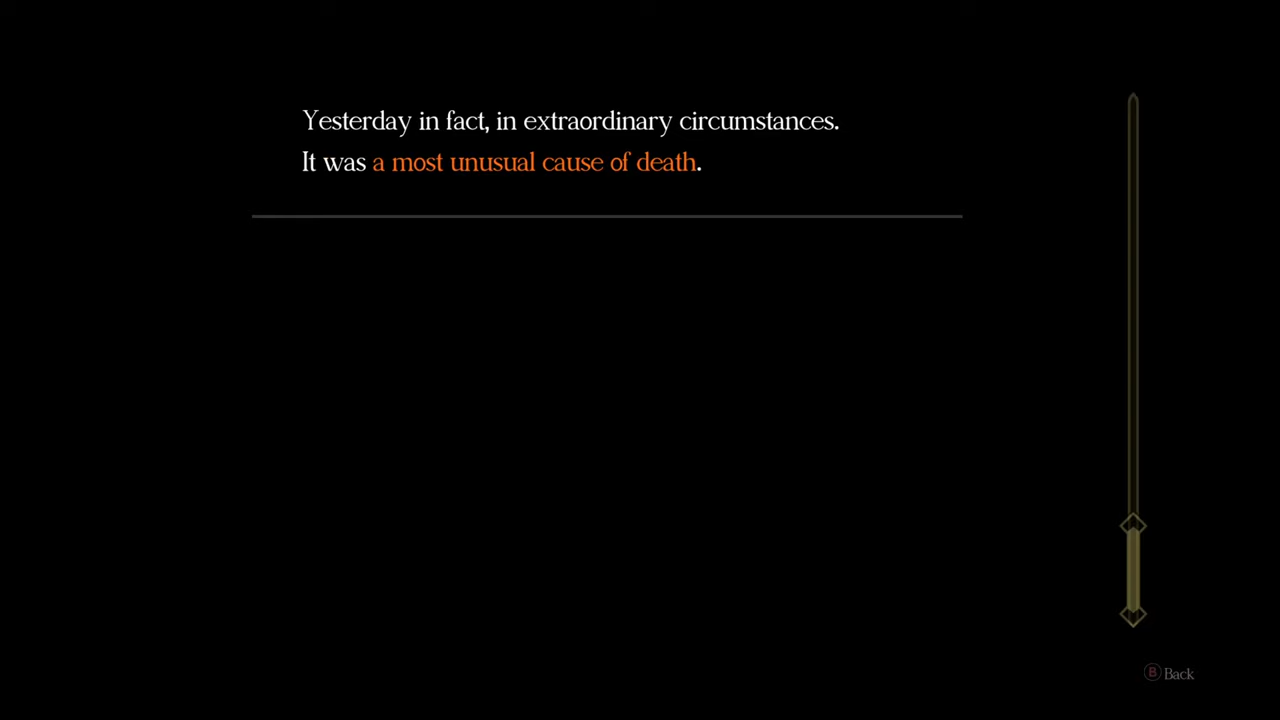 Yesterday in fact, in extraordinary circumstances.
It was a most unusual cause of death.
B Back